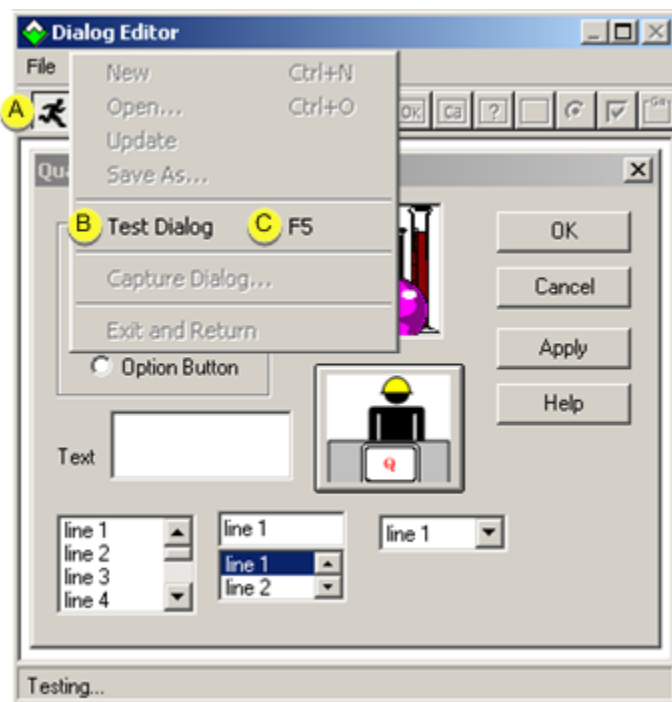 Dialog Editor
File
New Ctrl+N
A
Open... Ctrl+O
OK Ca ?
Update
Save As...
B Test Dialog C F5
OK
Capture Dialog...
Cancel
Exit and Return
Apply
Option Button
Help
Text
Q
line 1
line 2
line 3
line 4
line 1
line 1
line 2
line 1
Testing...